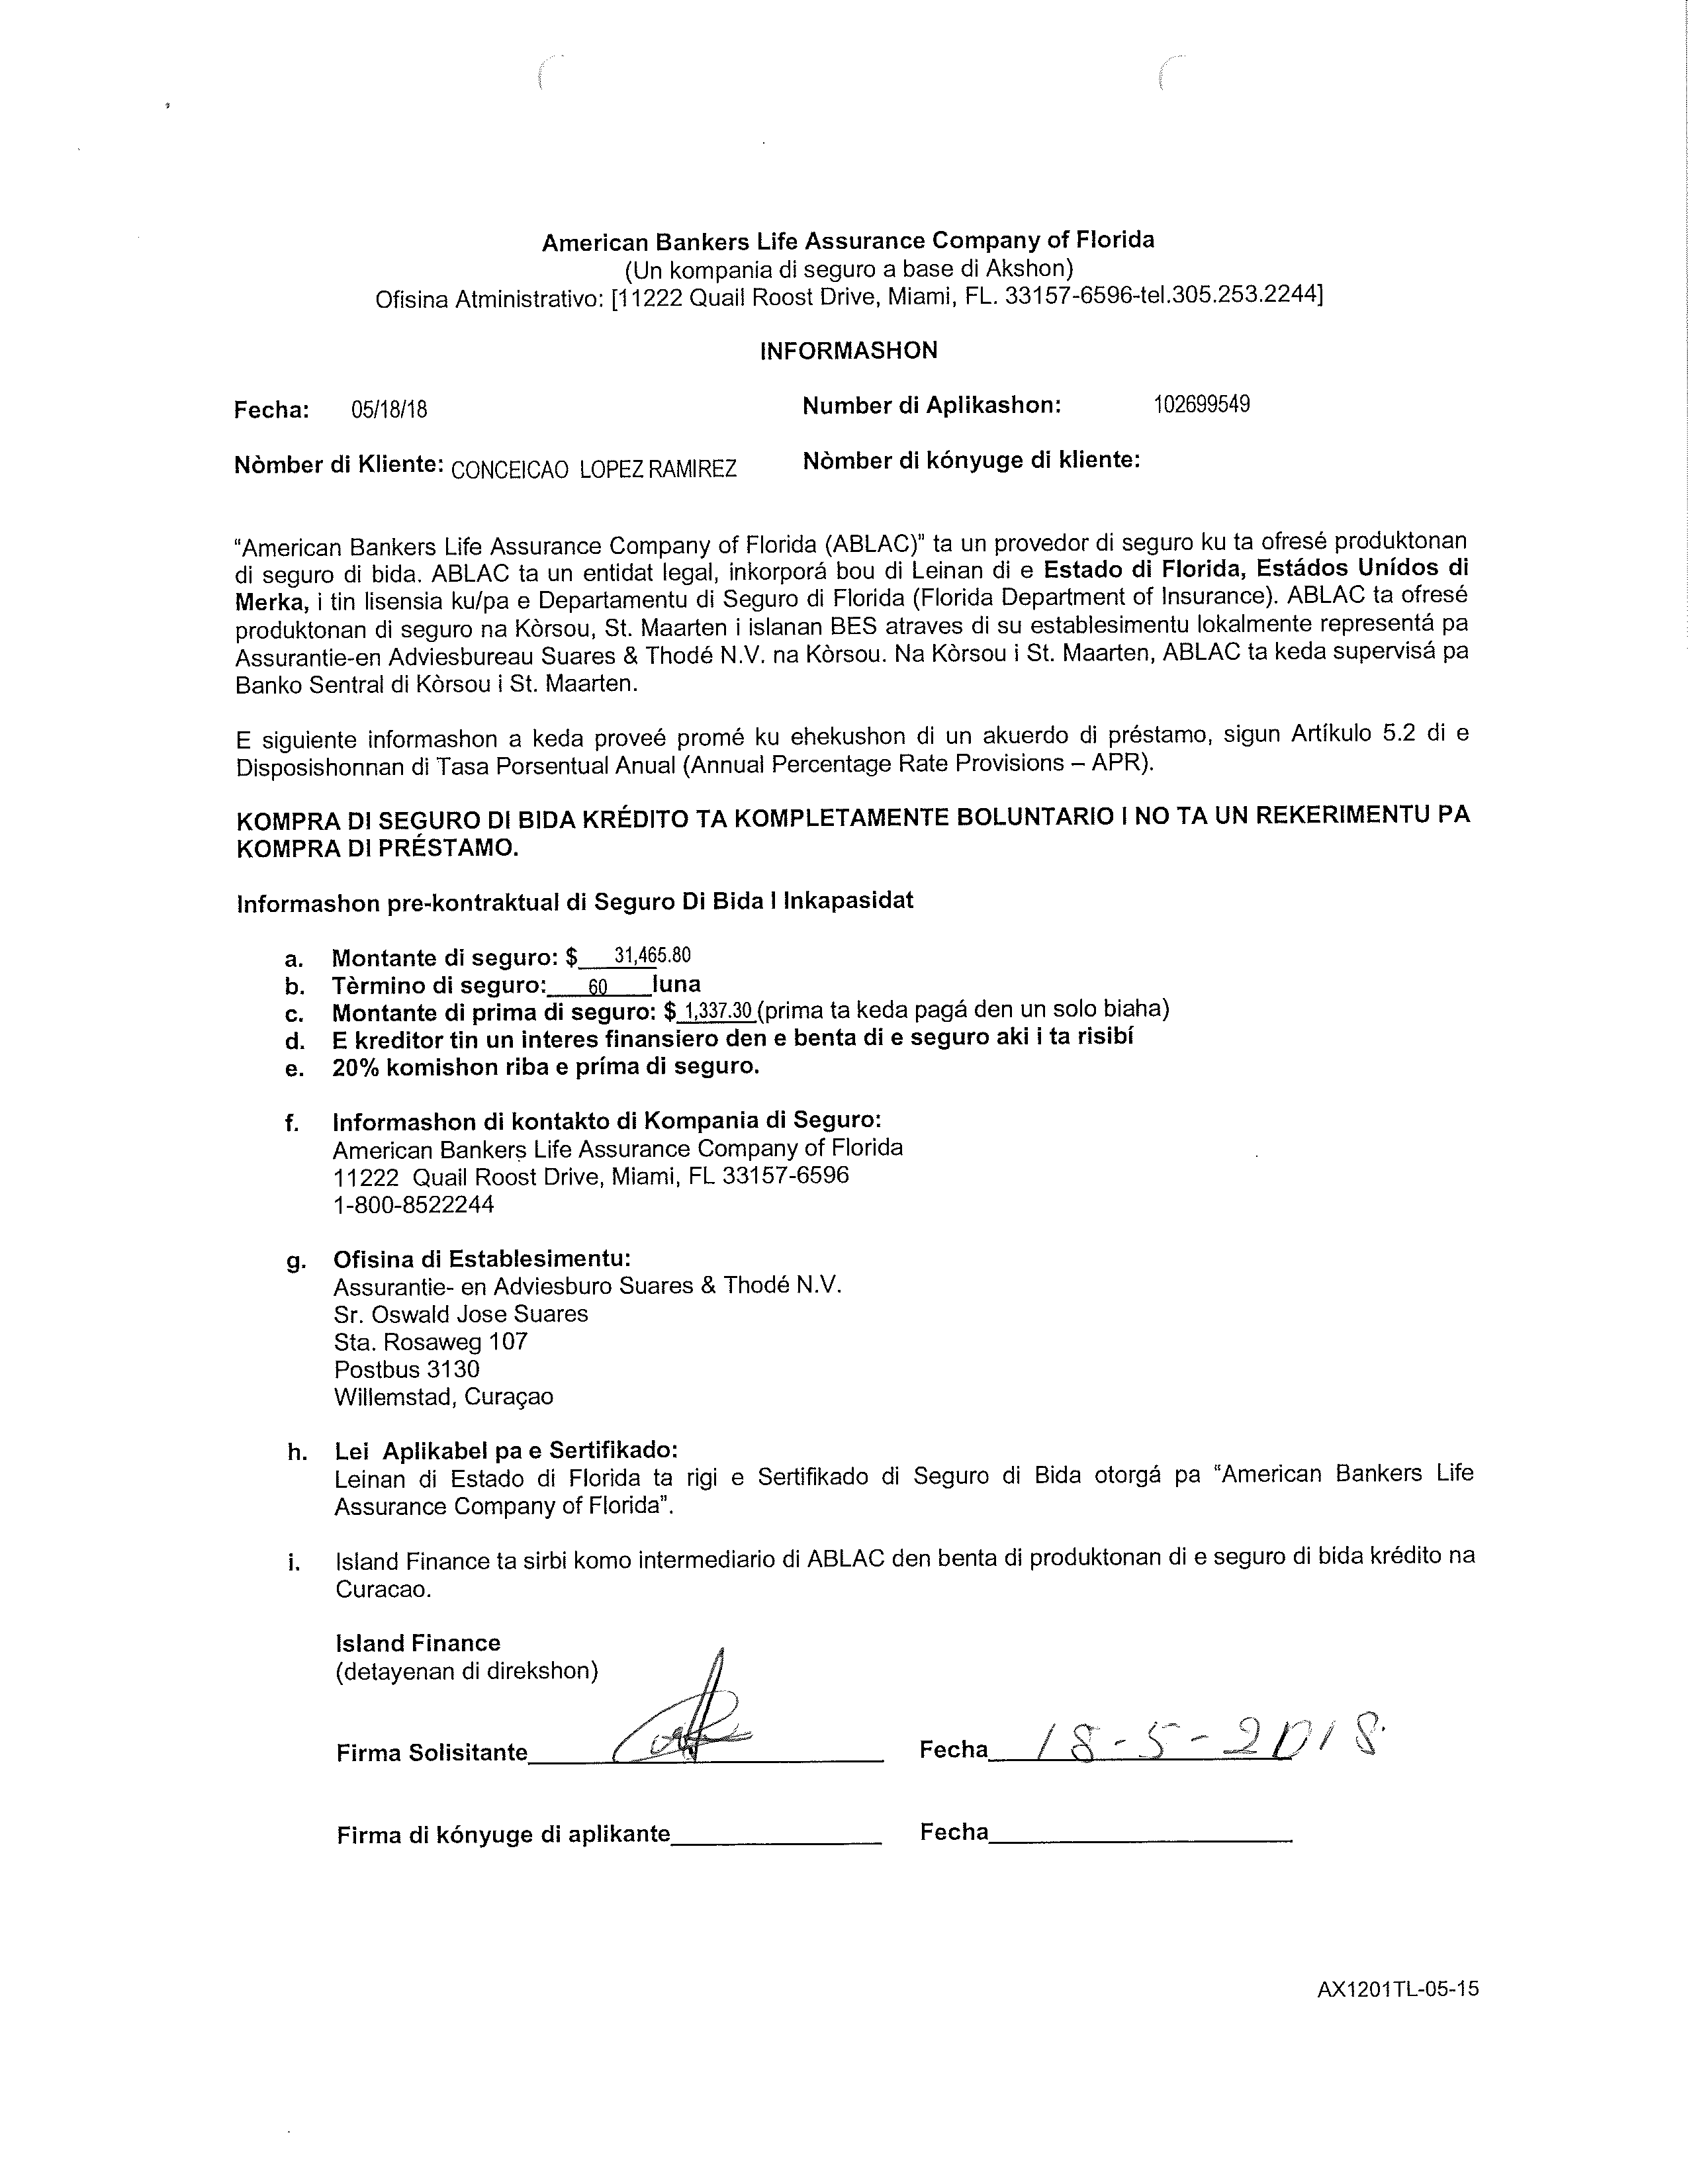 American Bankers Life Assurance Company of Florida
(Un kompania di seguro a base di Akshon)
Ofisina Atministrativo: [11222 Quail Roost Drive, Miami, FL. 33157-6596-tel.305.253.2244]
INFORMASHON
Fecha: 05/18/18 Number di Aplikashon: 102699549
Nòmber di Kliente: CONCEICAO LOPEZ RAMIREZ Nòmber di kónyuge di kliente:
“American Bankers Life Assurance Company of Florida (ABLAC)” ta un provedor di seguro ku ta ofresé produktonan
di seguro di bida. ABLAC ta un entidat legal, inkorporá bou di Leinan di e Estado di Florida, Estádos Unídos di
Merka, i tin lisensia ku/pa e Departamentu di Seguro di Florida (Florida Department of Insurance). ABLAC ta ofresé
produktonan di seguro na Kòrsou, St. Maarten i islanan BES atraves di su establesimentu lokalmente representá pa
Assurantie-en Adviesbureau Suares & Thodé N.V. na Kòrsou. Na Kòrsou i St. Maarten, ABLAC ta keda supervisá pa
Banko Sentral di Kòrsou i St. Maarten.
E siguiente informashon a keda proveé promé ku ehekushon di un akuerdo di préstamo, sigun Artíkulo 5.2 di e
Disposishonnan di Tasa Porsentual Anual (Annual Percentage Rate Provisions – APR).
KOMPRA DI SEGURO DI BIDA KRÉDITO TA KOMPLETAMENTE BOLUNTARIO I NO TA UN REKERIMENTU PA
KOMPRA DI PRÉSTAMO.
Informashon pre-kontraktual di Seguro Di Bida I Inkapasidat
a. Montante di seguro: $ 31,465.80
b. Tèrmino di seguro: 60 luna
c. Montante di prima di seguro: $ 1,337.30 (prima ta keda pagá den un solo biaha)
d. E kreditor tin un interes finansiero den e benta di e seguro aki i ta risibí
e. 20% komishon riba e príma di seguro.
f. Informashon di kontakto di Kompania di Seguro:
American Bankers Life Assurance Company of Florida
11222 Quail Roost Drive, Miami, FL 33157-6596
1-800-8522244
g. Ofisina di Establesimentu:
Assurantie- en Adviesburo Suares & Thodé N.V.
Sr. Oswald Jose Suares
Sta. Rosaweg 107
Postbus 3130
Willemstad, Curaçao
h. Lei Aplikabel pa e Sertifikado:
Leinan di Estado di Florida ta rigi e Sertifikado di Seguro di Bida otorgá pa “American Bankers Life
Assurance Company of Florida”.
i. Island Finance ta sirbi komo intermediario di ABLAC den benta di produktonan di e seguro di bida krédito na
Curacao.
Island Finance
(detayenan di direkshon)
Firma Solisitante Fecha 18-5-2018
Firma di kónyuge di aplikante Fecha
AX1201TL-05-15